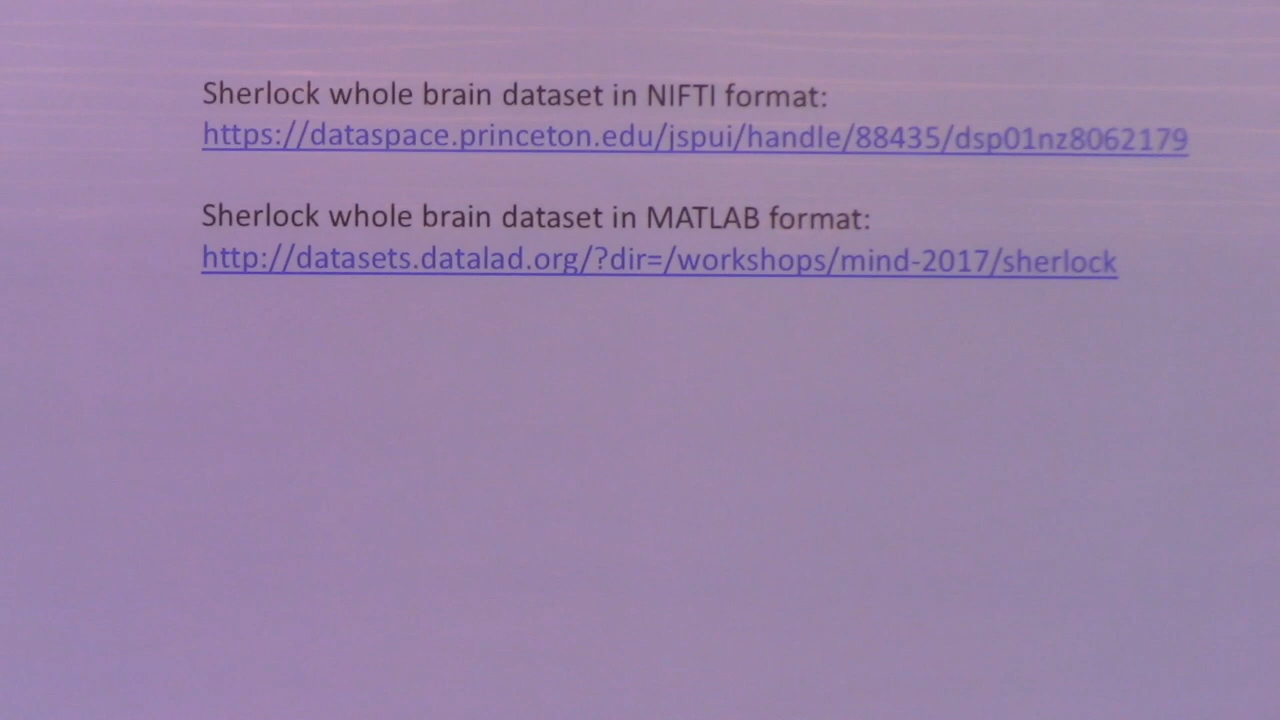 Sherlock whole brain dataset in NIFTI format:
https://dataspace.princeton.edu/jspui/handle/88435/dsp01nz8062179
Sherlock whole brain dataset in MATLAB format:
http://datasets.datalad.org/?dir=/workshops/mind-2017/sherlock